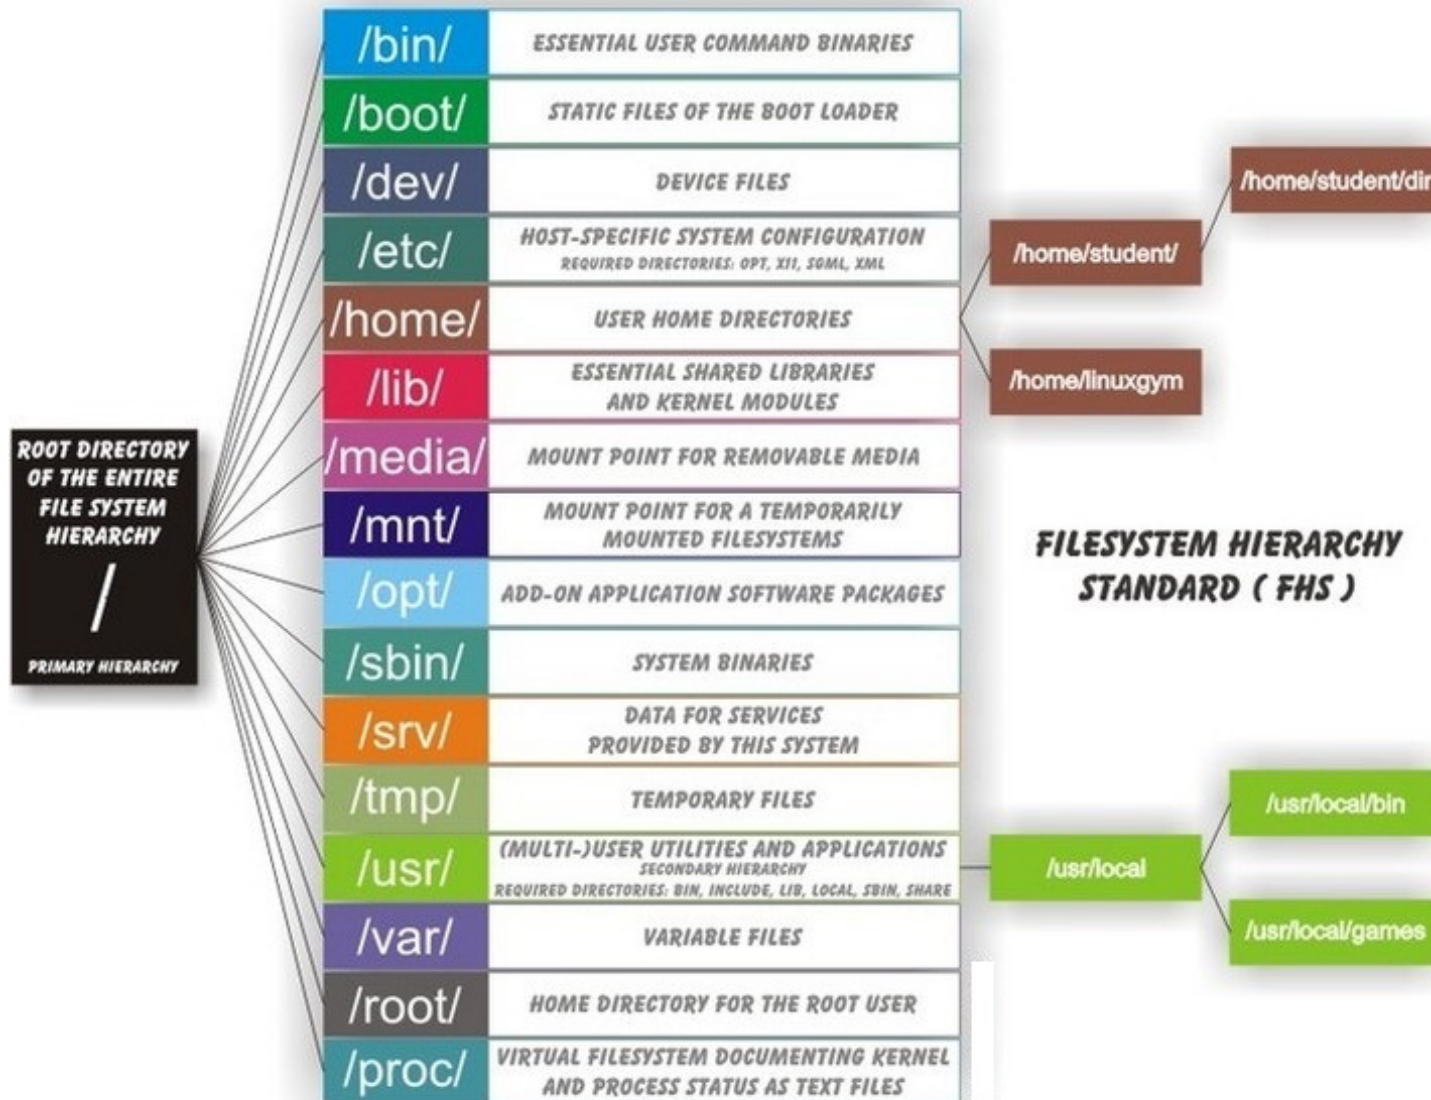 ROOT DIRECTORY
OF THE ENTIRE
FILE SYSTEM
HIERARCHY
/
PRIMARY HIERARCHY
/bin/
ESSENTIAL USER COMMAND BINARIES
/boot/
STATIC FILES OF THE BOOT LOADER
/dev/
DEVICE FILES
/etc/
HOST-SPECIFIC SYSTEM CONFIGURATION
REQUIRED DIRECTORIES: OPT, X11, SGML, XML
/home/
USER HOME DIRECTORIES
/lib/
ESSENTIAL SHARED LIBRARIES
AND KERNEL MODULES
/media/
MOUNT POINT FOR REMOVABLE MEDIA
/mnt/
MOUNT POINT FOR A TEMPORARILY
MOUNTED FILESYSTEMS
/opt/
ADD-ON APPLICATION SOFTWARE PACKAGES
/sbin/
SYSTEM BINARIES
/srv/
DATA FOR SERVICES
PROVIDED BY THIS SYSTEM
/tmp/
TEMPORARY FILES
/usr/
(MULTI-)USER UTILITIES AND APPLICATIONS
SECONDARY HIERARCHY
REQUIRED DIRECTORIES: BIN, INCLUDE, LIB, LOCAL, SBIN, SHARE
/var/
VARIABLE FILES
/root/
HOME DIRECTORY FOR THE ROOT USER
/proc/
VIRTUAL FILESYSTEM DOCUMENTING KERNEL
AND PROCESS STATUS AS TEXT FILES
/home/student/
/home/student/dir
/home/linuxgym
FILESYSTEM HIERARCHY
STANDARD ( FHS )
/usr/local
/usr/local/bin
/usr/local/games